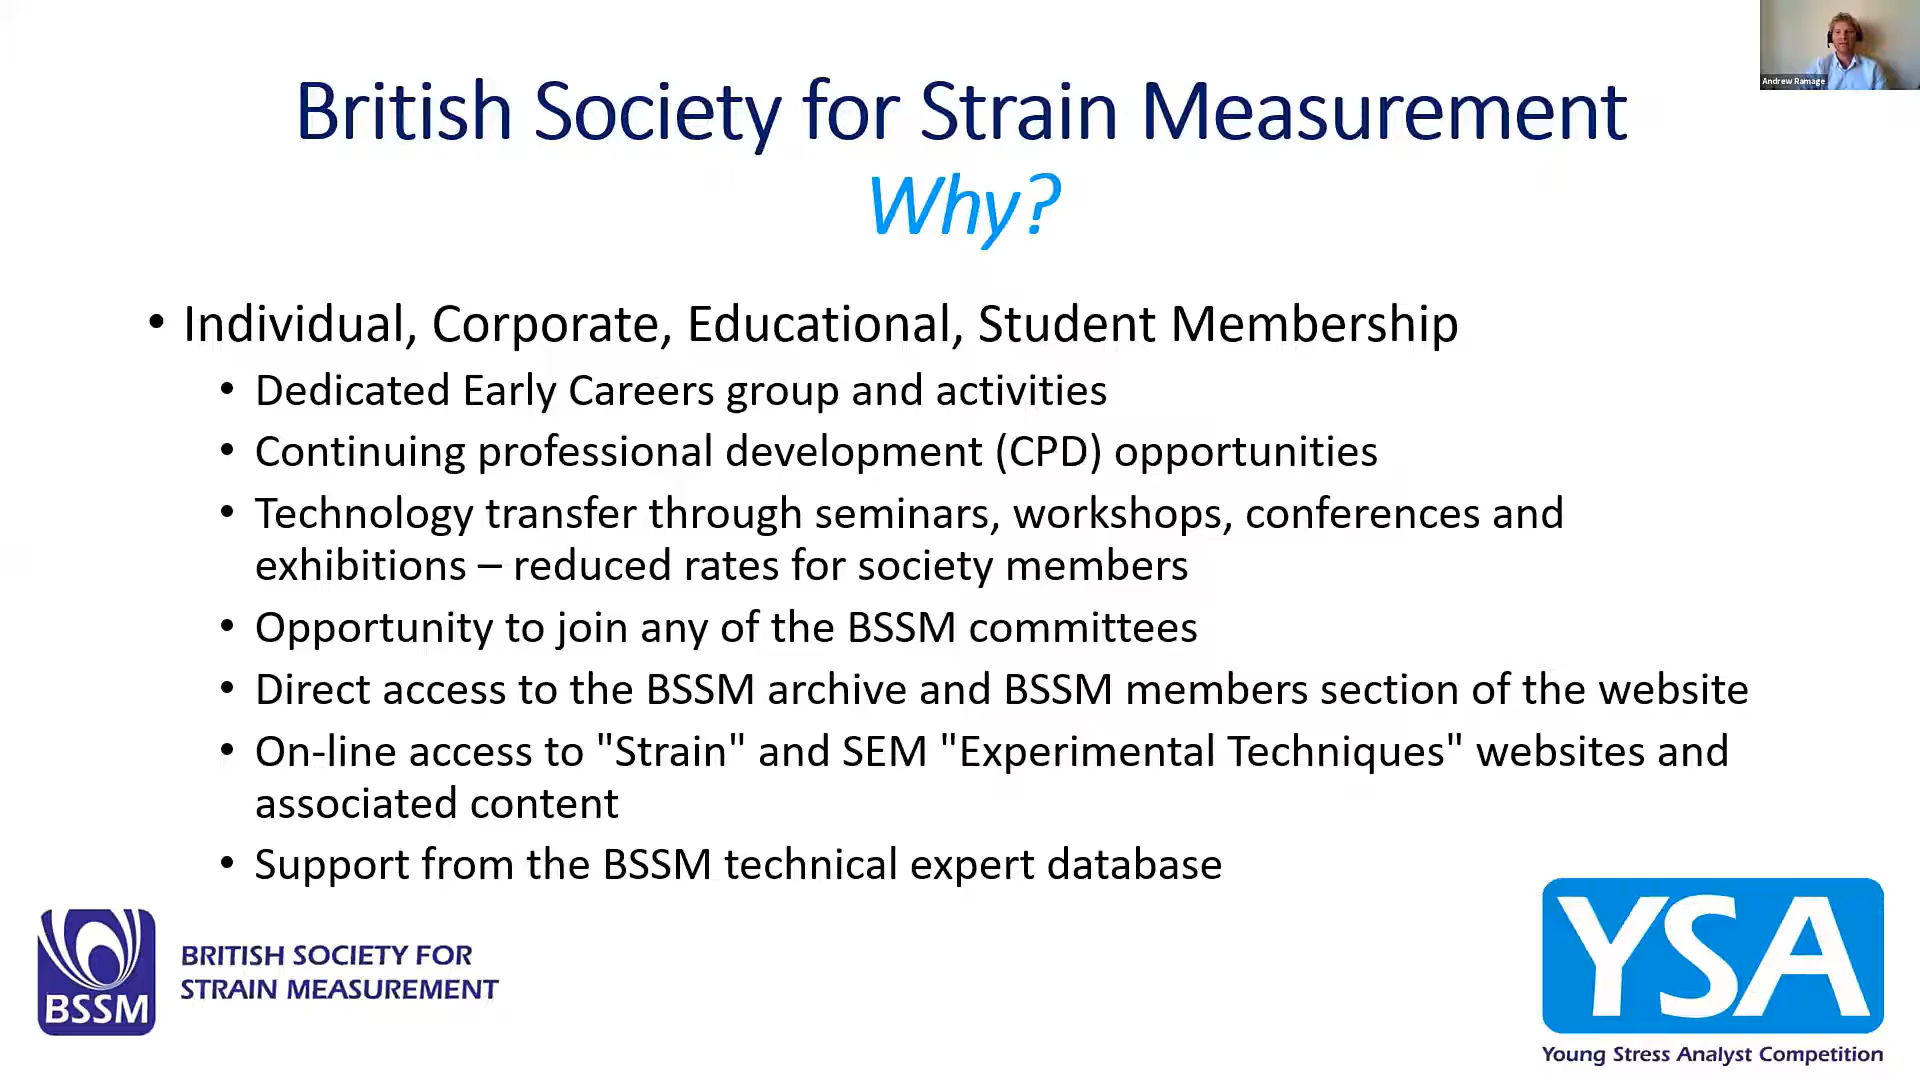 Andrew Ramage
British Society for Strain Measurement
Why?
• Individual, Corporate, Educational, Student Membership
• Dedicated Early Careers group and activities
• Continuing professional development (CPD) opportunities
• Technology transfer through seminars, workshops, conferences and
exhibitions – reduced rates for society members
• Opportunity to join any of the BSSM committees
• Direct access to the BSSM archive and BSSM members section of the website
• On-line access to "Strain" and SEM "Experimental Techniques" websites and
associated content
• Support from the BSSM technical expert database
BSSM
BRITISH SOCIETY FOR
STRAIN MEASUREMENT
YSA
Young Stress Analyst Competition